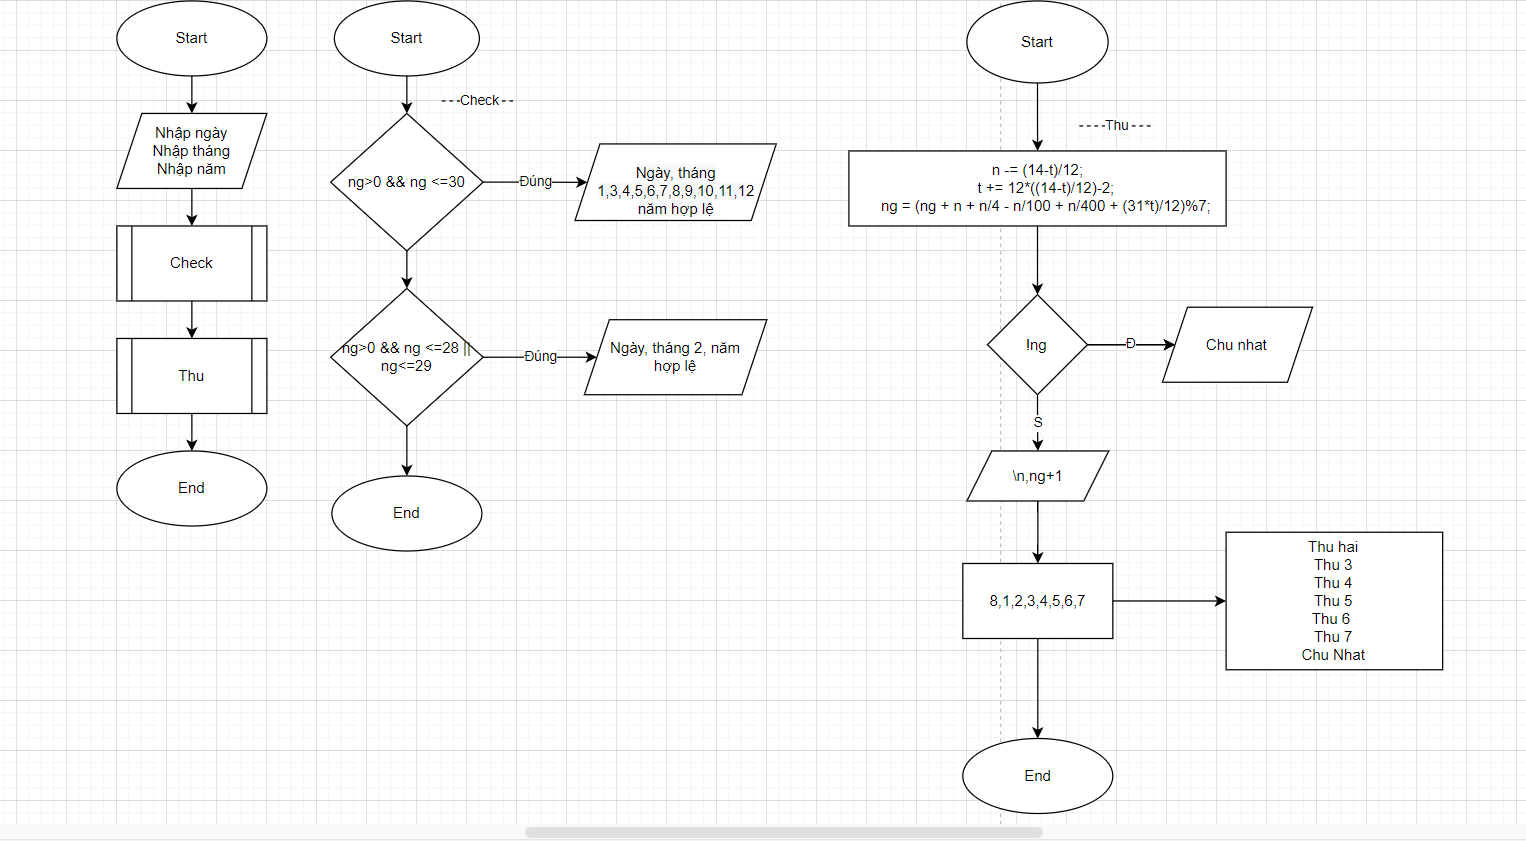 Start
Nhập ngày
Nhập tháng
Nhập năm
Check
Thu
End
Start
---Check--
ng>0 && ng <=30
Đúng
Ngày, tháng
1,3,4,5,6,7,8,9,10,11,12
năm hợp lệ
ng>0 && ng <=28 ||
ng<=29
Đúng
Ngày, tháng 2, năm
hợp lệ
End
Start
----Thu---
n -= (14-t)/12;
t += 12*((14-t)/12)-2;
ng = (ng + n + n/4 - n/100 + n/400 + (31*t)/12)%7;
!ng
Đ
Chu nhat
S
\n,ng+1
8,1,2,3,4,5,6,7
Thu hai
Thu 3
Thu 4
Thu 5
Thu 6
Thu 7
Chu Nhat
End